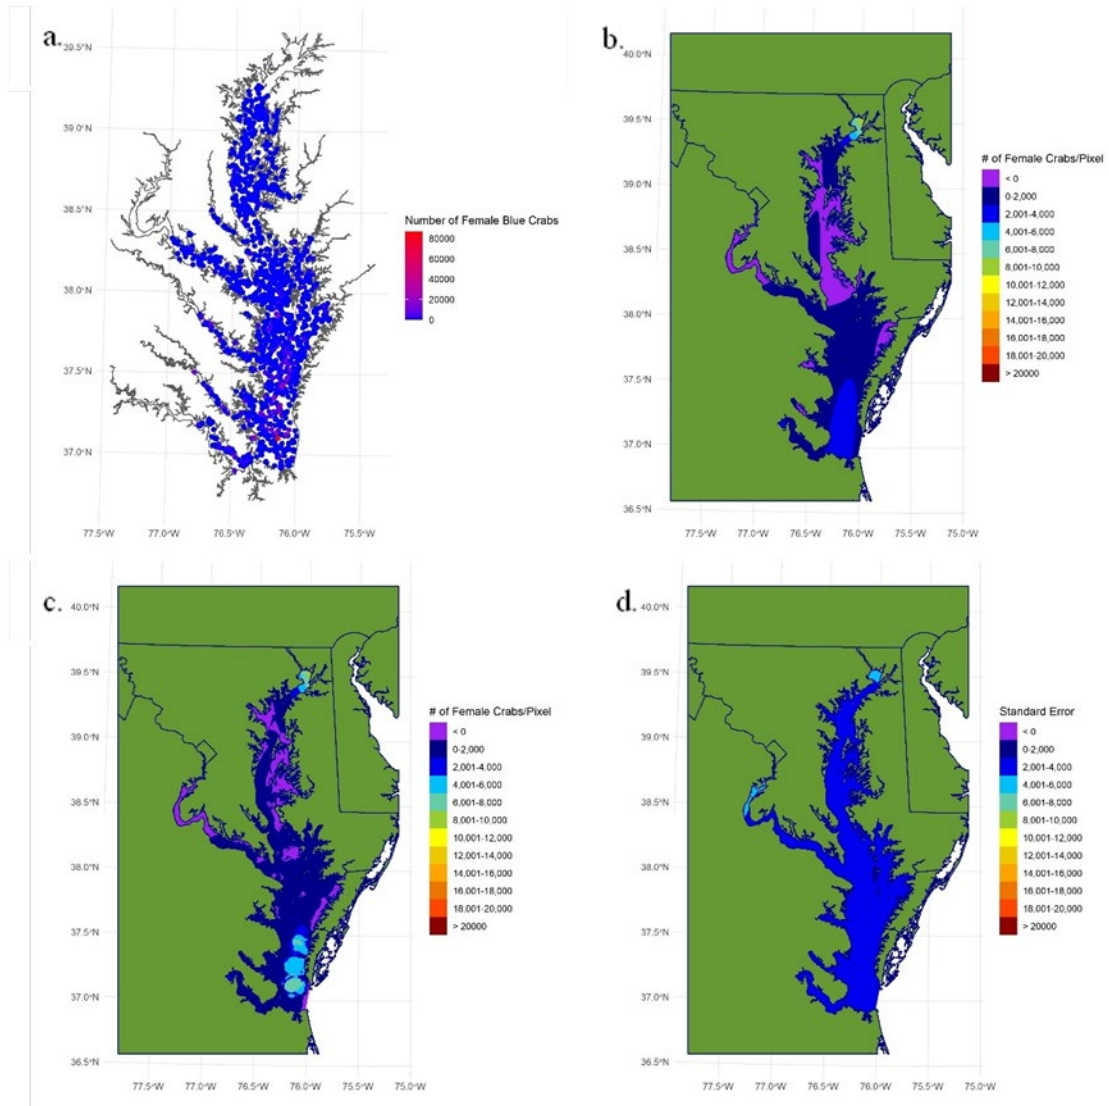 a.
39.5°N
39.0°N
38.5°N
38.0°N
37.5°N
37.0°N
77.5°W 77.0°W 76.5°W 76.0°W 75.5°W
Number of Female Blue Crabs
80000
60000
40000
20000
0
b.
40.0°N
39.5°N
39.0°N
38.5°N
38.0°N
37.5°N
37.0°N
36.5°N
77.5°W 77.0°W 76.5°W 76.0°W 75.5°W 75.0°W
# of Female Crabs/Pixel
< 0
0-2,000
2,001-4,000
4,001-6,000
6,001-8,000
8,001-10,000
10,001-12,000
12,001-14,000
14,001-16,000
16,001-18,000
18,001-20,000
> 20000
c.
40.0°N
39.5°N
39.0°N
38.5°N
38.0°N
37.5°N
37.0°N
36.5°N
77.5°W 77.0°W 76.5°W 76.0°W 75.5°W 75.0°W
# of Female Crabs/Pixel
< 0
0-2,000
2,001-4,000
4,001-6,000
6,001-8,000
8,001-10,000
10.001-12,000
12,001-14,000
14,001-16,000
16,001-18,000
18.001-20,000
> 20000
d.
40.0°N
39.5°N
39.0°N
38.5°N
38.0°N
37.5°N
37.0°N
36.5°N
77.5°W 77.0°W 76.5°W 76.0°W 75.5°W 75.0°W
Standard Error
< 0
0-2,000
2,001-4,000
4,001-6,000
6,001-8,000
8,001-10,000
10.001-12,000
12,001-14,000
14,001-16,000
16,001-18,000
18.001-20,000
> 20000